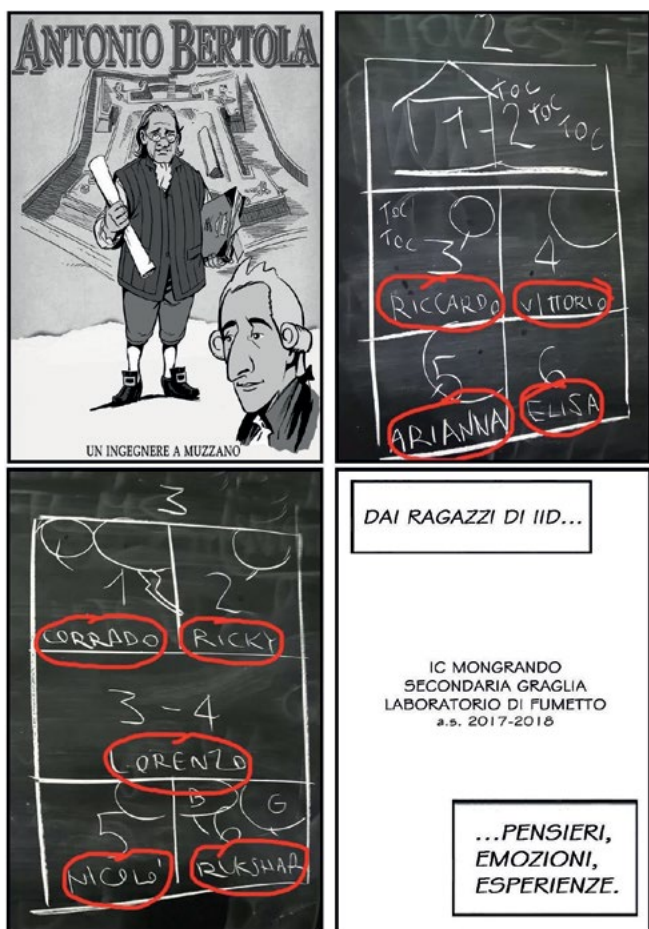 ANTONIO BERTOLA
UN INGEGNERE A MUZZANO
2
1 - 2
TOC
TOC
TOC
TOC
TOC
3
4
RICCARDO
VITTORIO
5
6
ARIANNA
ELISA
3
1
2
CORRADO
RICKY
3 - 4
LORENZO
B
G
5
6
NICOLÒ
RUKSHAR
DAI RAGAZZI DI IID...
IC MONGRANDO
SECONDARIA GRAGLIA
LABORATORIO DI FUMETTO
a.s. 2017-2018
...PENSIERI,
EMOZIONI,
ESPERIENZE.